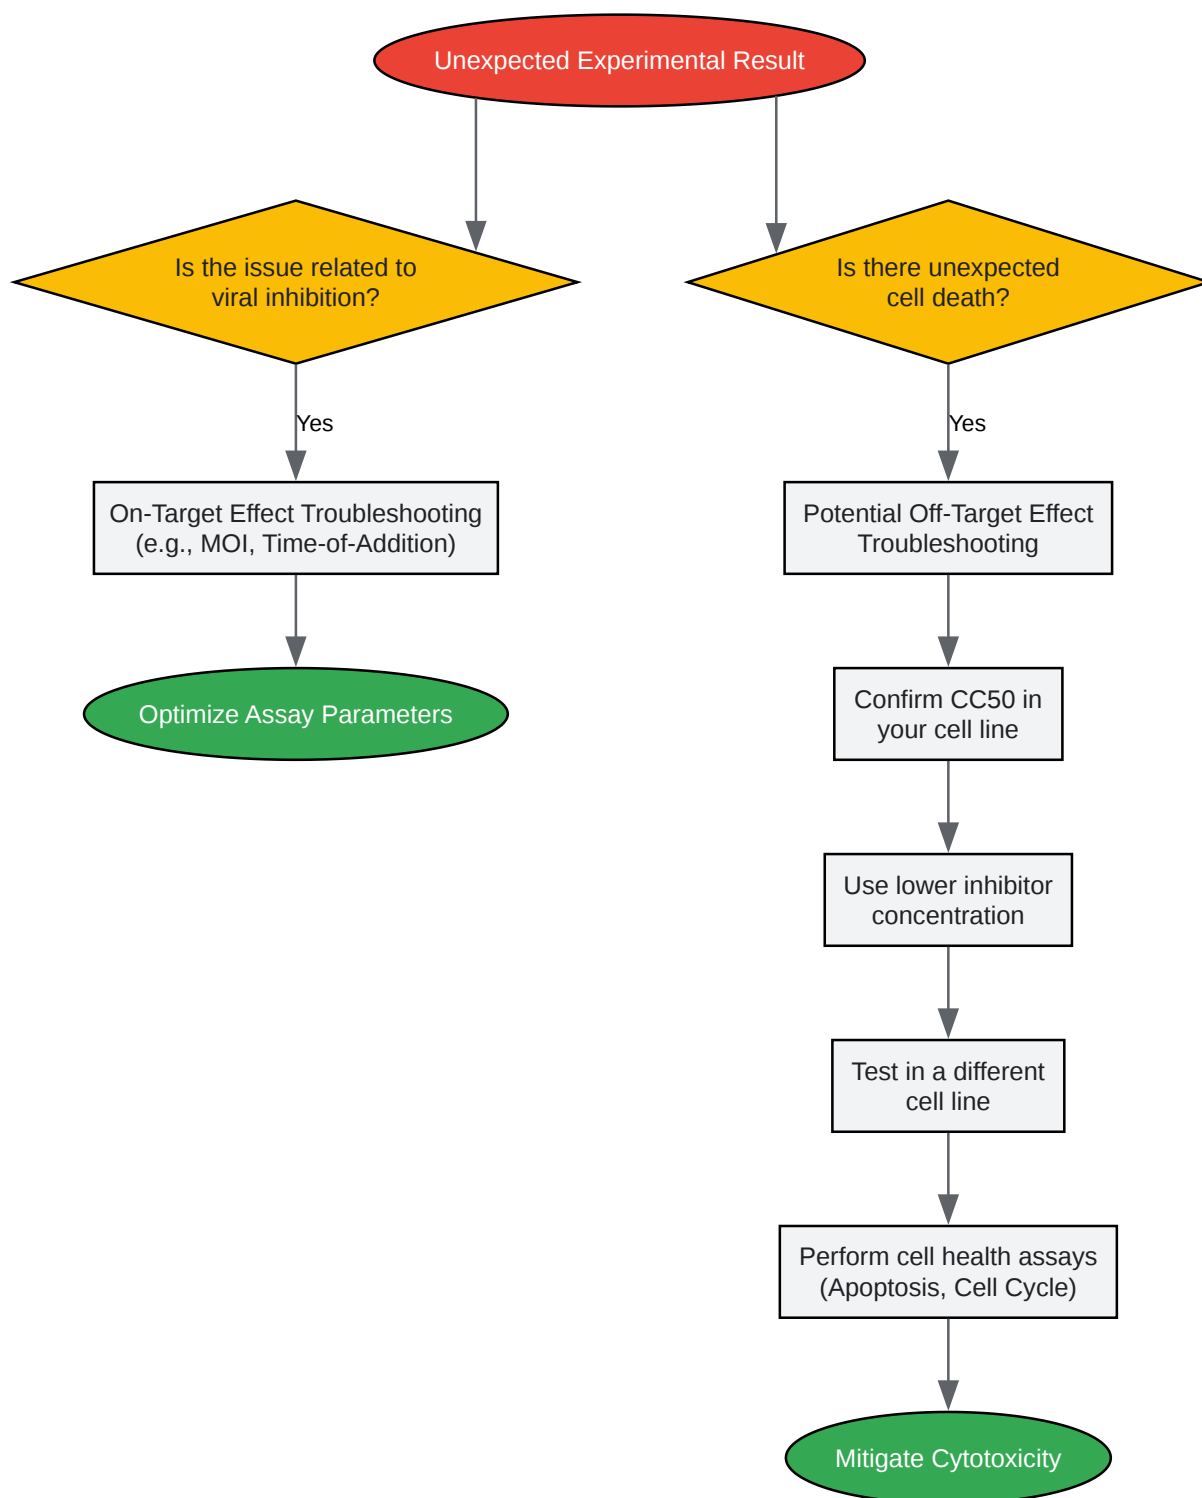 Unexpected Experimental Result
Is the issue related to
viral inhibition?
Is there unexpected
cell death?
Yes
Yes
On-Target Effect Troubleshooting
(e.g., MOI, Time-of-Addition)
Potential Off-Target Effect
Troubleshooting
Optimize Assay Parameters
Confirm CC50 in
your cell line
Use lower inhibitor
concentration
Test in a different
cell line
Perform cell health assays
(Apoptosis, Cell Cycle)
Mitigate Cytotoxicity